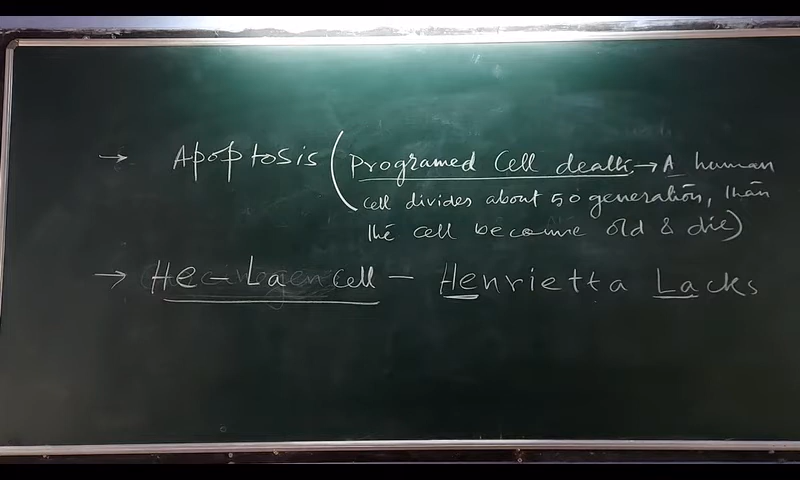 → Apoptosis (Programed Cell death → A human
cell divides about 50 generation, than
the cell become old & die)
→ He-La Cell - Henrietta Lacks